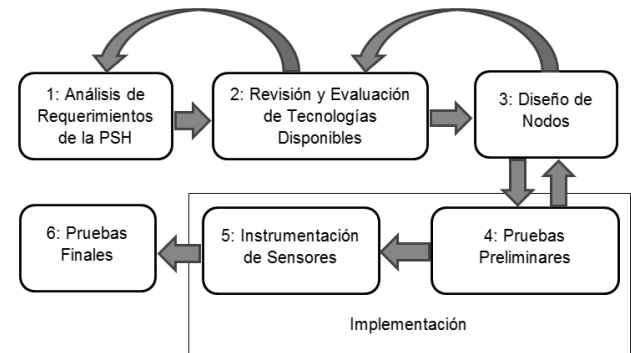 1: Análisis de
Requerimientos
de la PSH
2: Revisión y Evaluación
de Tecnologías
Disponibles
3: Diseño de
Nodos
6: Pruebas
Finales
5: Instrumentación
de Sensores
4: Pruebas
Preliminares
Implementación